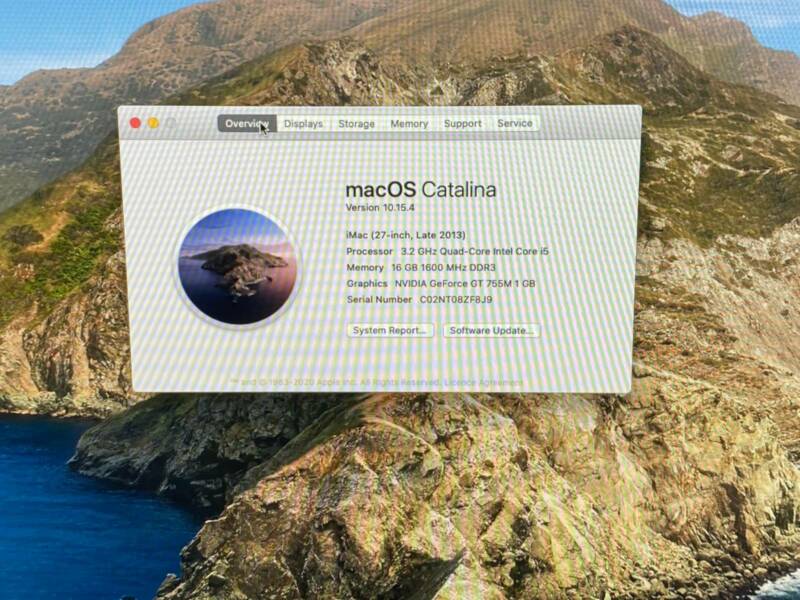 Overview Displays Storage Memory Support Service
macOS Catalina
Version 10.15.4
iMac (27-inch, Late 2013)
Processor 3.2 GHz Quad-Core Intel Core i5
Memory 16 GB 1600 MHz DDR3
Graphics NVIDIA GeForce GT 755M 1 GB
Serial Number C02NT08ZF8J9
System Report... Software Update...
™ and © 1983-2020 Apple Inc. All Rights Reserved. Licence Agreement